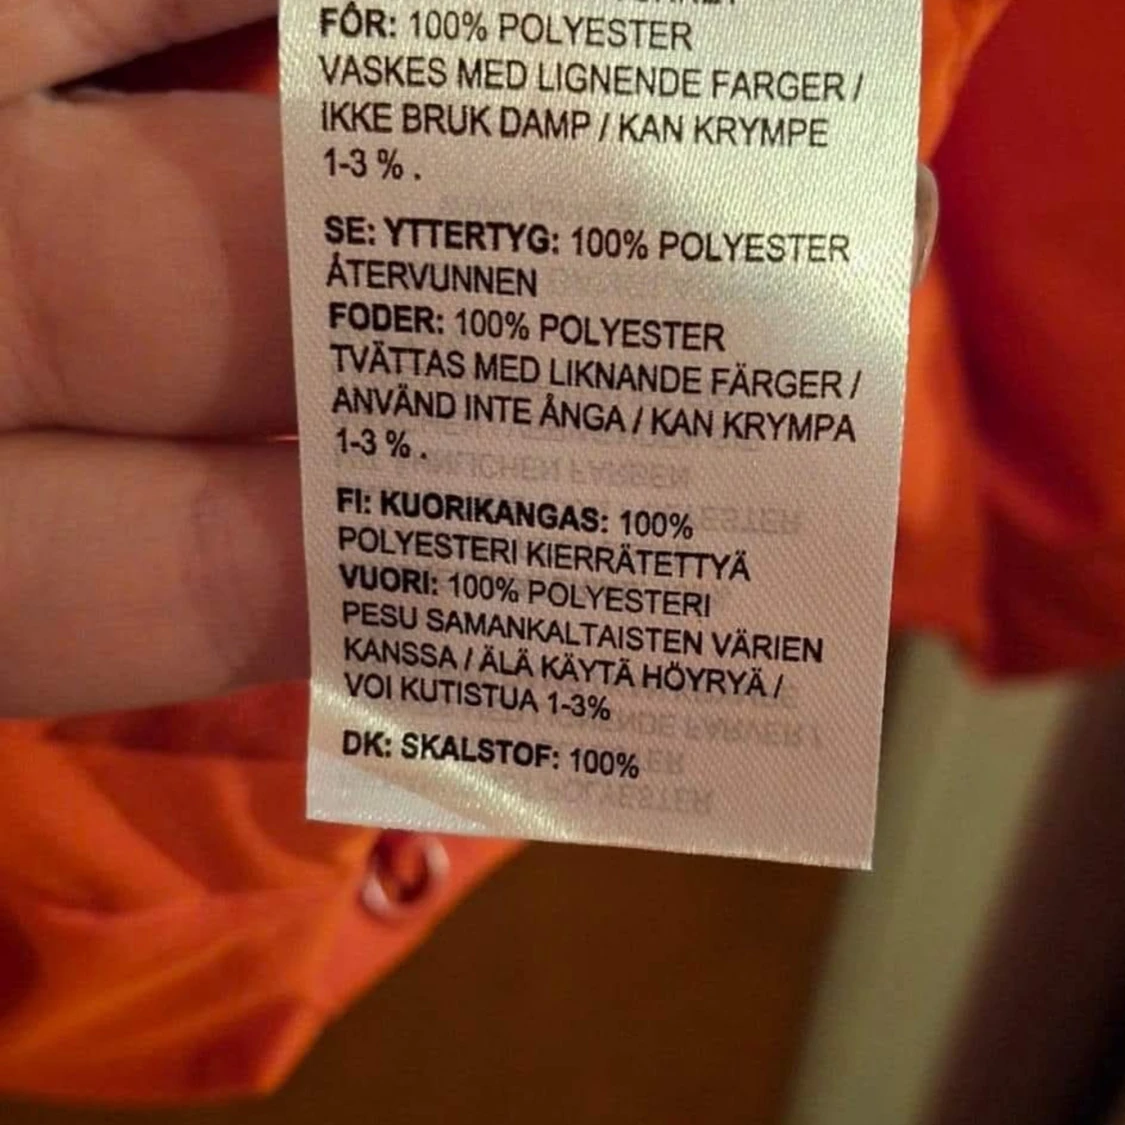 FÔR: 100% POLYESTER
VASKES MED LIGNENDE FARGER /
IKKE BRUK DAMP / KAN KRYMPE
1-3 % .
SE: YTTERTYG: 100% POLYESTER
ÅTERVUNNEN
FODER: 100% POLYESTER
TVÄTTAS MED LIKNANDE FÄRGER /
ANVÄND INTE ÅNGA / KAN KRYMPA
1-3 % .
FI: KUORIKANGAS: 100%
POLYESTERI KIERRÄTETTYÄ
VUORI: 100% POLYESTERI
PESU SAMANKALTAISTEN VÄRIEN
KANSSA / ÄLÄ KÄYTÄ HÖYRYÄ /
VOI KUTISTUA 1-3%
DK: SKALSTOF: 100%